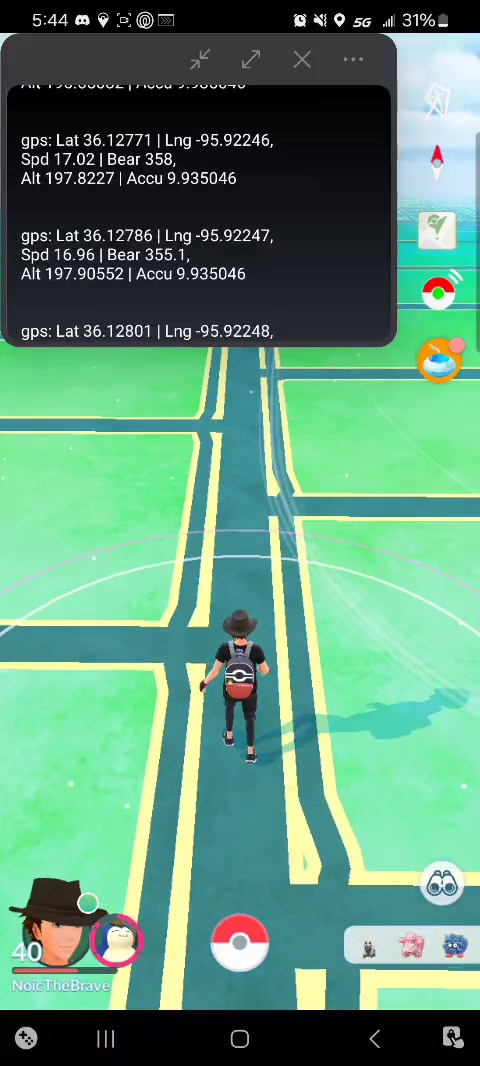 5:44
5G
31%
gps: Lat 36.12771 | Lng -95.92246,
Spd 17.02 | Bear 358,
Alt 197.8227 | Accu 9.935046
gps: Lat 36.12786 | Lng -95.92247,
Spd 16.96 | Bear 355.1,
Alt 197.90552 | Accu 9.935046
gps: Lat 36.12801 | Lng -95.92248,
40
NoicTheBrave